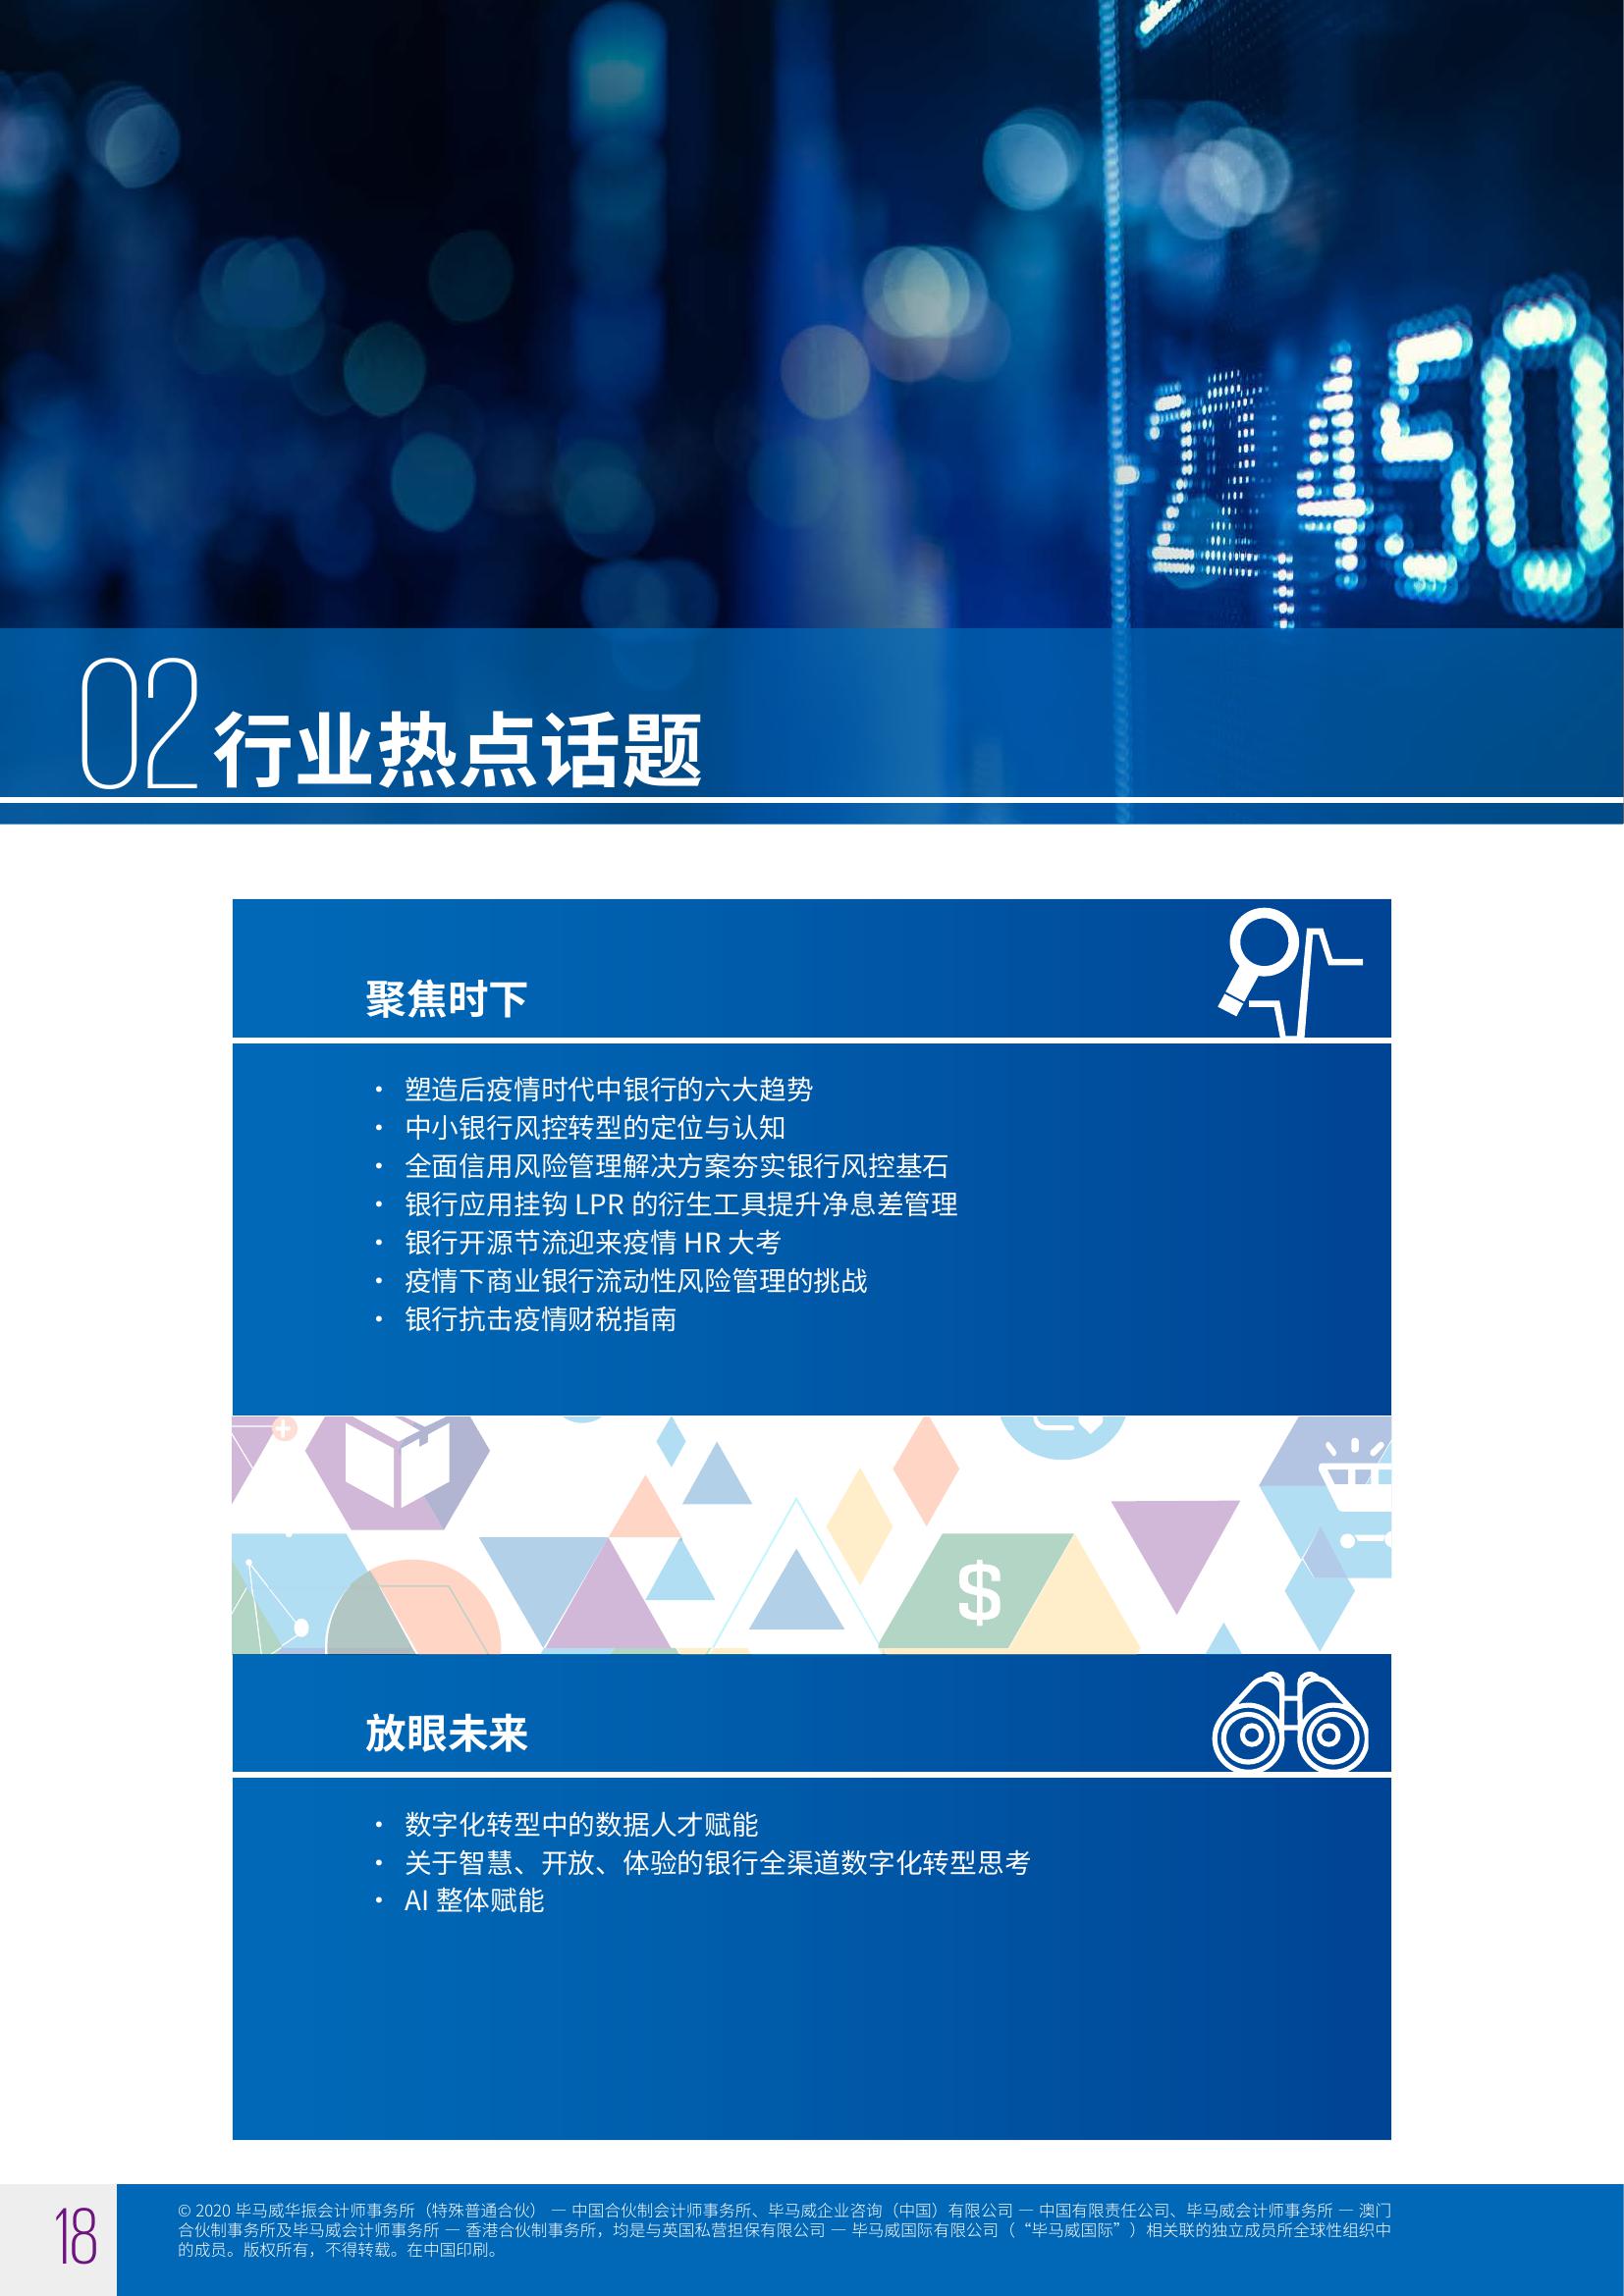 02 行业热点话题
聚焦时下
• 塑造后疫情时代中银行的六大趋势
• 中小银行风控转型的定位与认知
• 全面信用风险管理解决方案夯实银行风控基石
• 银行应用挂钩 LPR 的衍生工具提升净息差管理
• 银行开源节流迎来疫情 HR 大考
• 疫情下商业银行流动性风险管理的挑战
• 银行抗击疫情财税指南
$
放眼未来
• 数字化转型中的数据人才赋能
• 关于智慧、开放、体验的银行全渠道数字化转型思考
• AI 整体赋能
18
© 2020 毕马威华振会计师事务所（特殊普通合伙） — 中国合伙制会计师事务所、毕马威企业咨询（中国）有限公司 — 中国有限责任公司、毕马威会计师事务所 — 澳门
合伙制事务所及毕马威会计师事务所 — 香港合伙制事务所，均是与英国私营担保有限公司 — 毕马威国际有限公司（“毕马威国际”）相关联的独立成员所全球性组织中
的成员。版权所有，不得转载。在中国印刷。